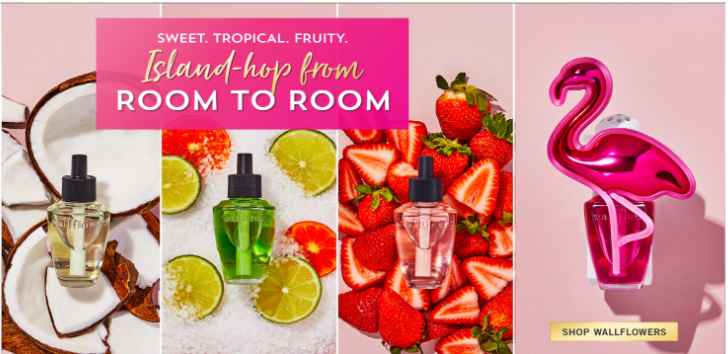 SWEET. TROPICAL. FRUITY.
Island-hop from
ROOM TO ROOM
SHOP WALLFLOWERS